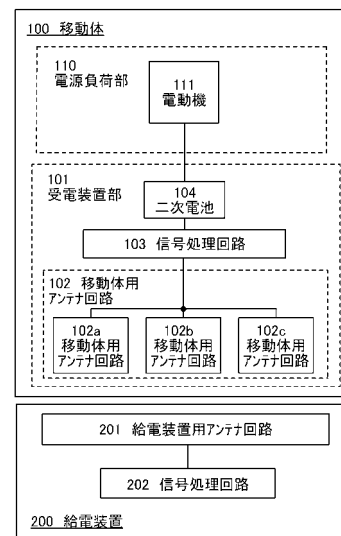 100 移動体
110
電源負荷部
111
電動機
101
受電装置部
104
二次電池
103 信号処理回路
102 移動体用
アンテナ回路
102a
移動体用
アンテナ回路
102b
移動体用
アンテナ回路
102c
移動体用
アンテナ回路
201 給電装置用アンテナ回路
202 信号処理回路
200 給電装置